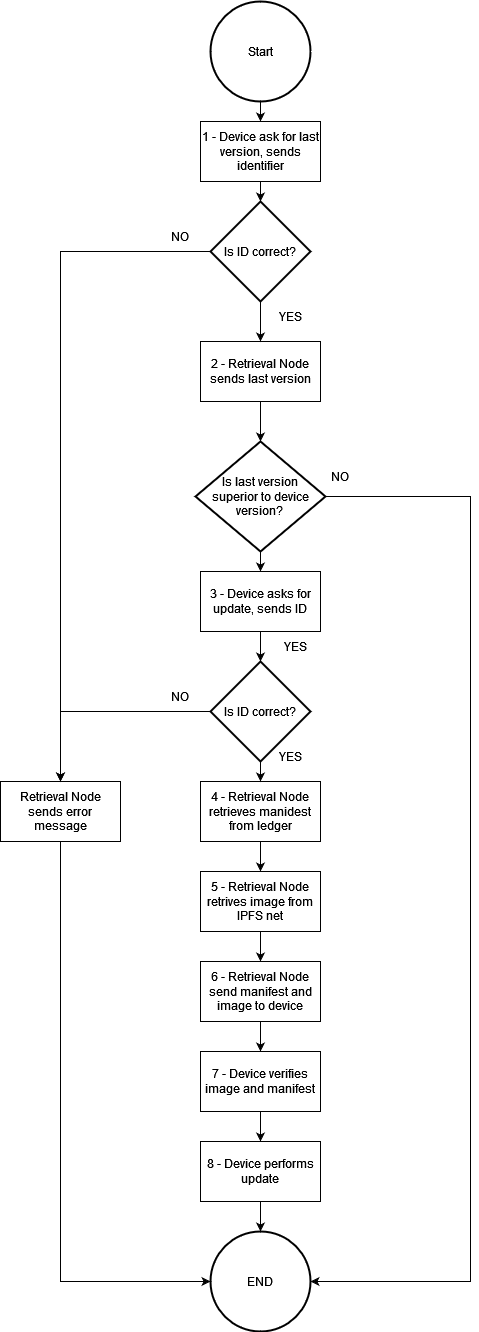 Start
1 - Device ask for last
version, sends
identifier
NO
Is ID correct?
YES
2 - Retrieval Node
sends last version
Is last version
superior to device
version?
NO
3 - Device asks for
update, sends ID
YES
NO
Is ID correct?
YES
Retrieval Node
sends error
message
4 - Retrieval Node
retrieves manidest
from ledger
5 - Retrieval Node
retrives image from
IPFS net
6 - Retrieval Node
send manifest and
image to device
7 - Device verifies
image and manifest
8 - Device performs
update
END